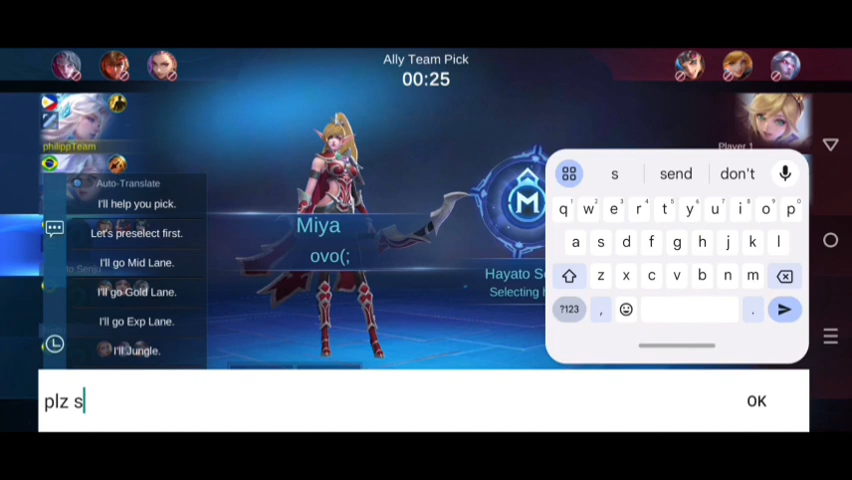 Ally Team Pick
00:25
philippTeam
Player 1
Auto-Translate
I'll help you pick.
Let's preselect first.
I'll go Mid Lane.
I'll go Gold Lane.
I'll go Exp Lane.
I'll Jungle.
Miya
ovo(;
Hayato Se
Selecting h
s send don't
q w e r t y u i o p
a s d f g h j k l
z x c v b n m
?123 , .
plz s
OK